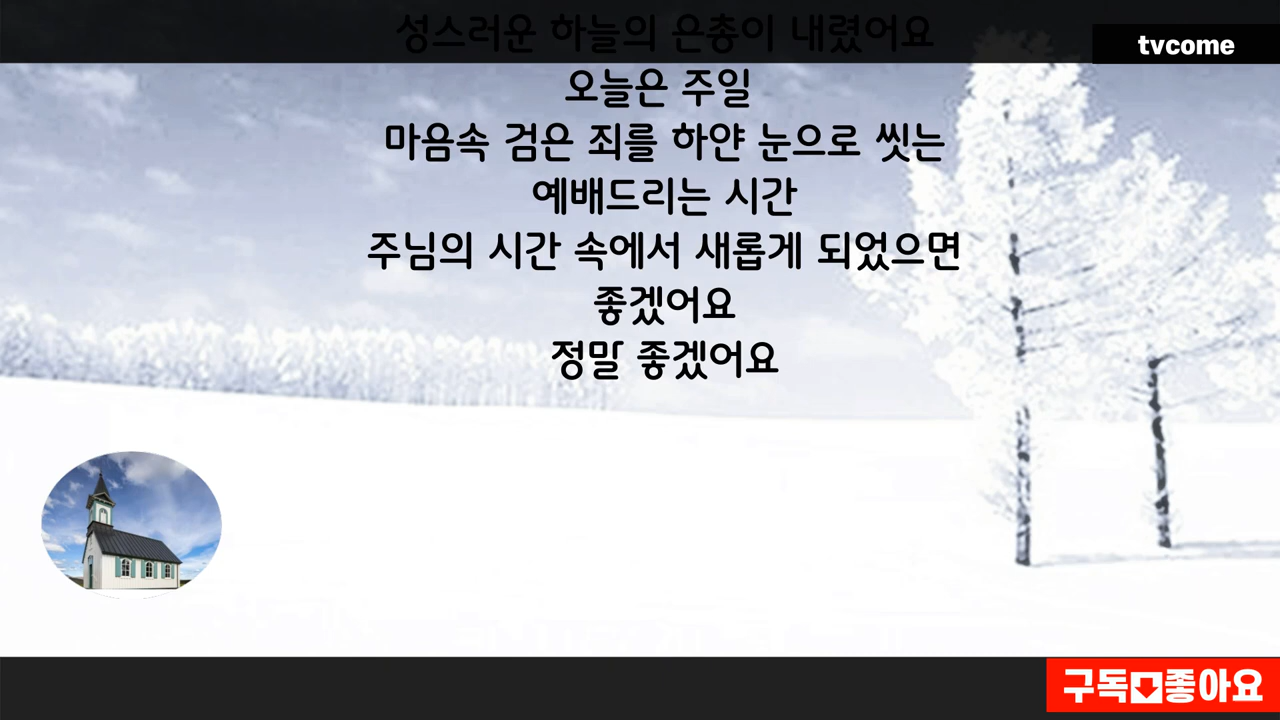 성스러운 하늘의 은총이 내렸어요
tvcome
오늘은 주일
마음속 검은 죄를 하얀 눈으로 씻는
예배드리는 시간
주님의 시간 속에서 새롭게 되었으면
좋겠어요
정말 좋겠어요
구독⬇좋아요